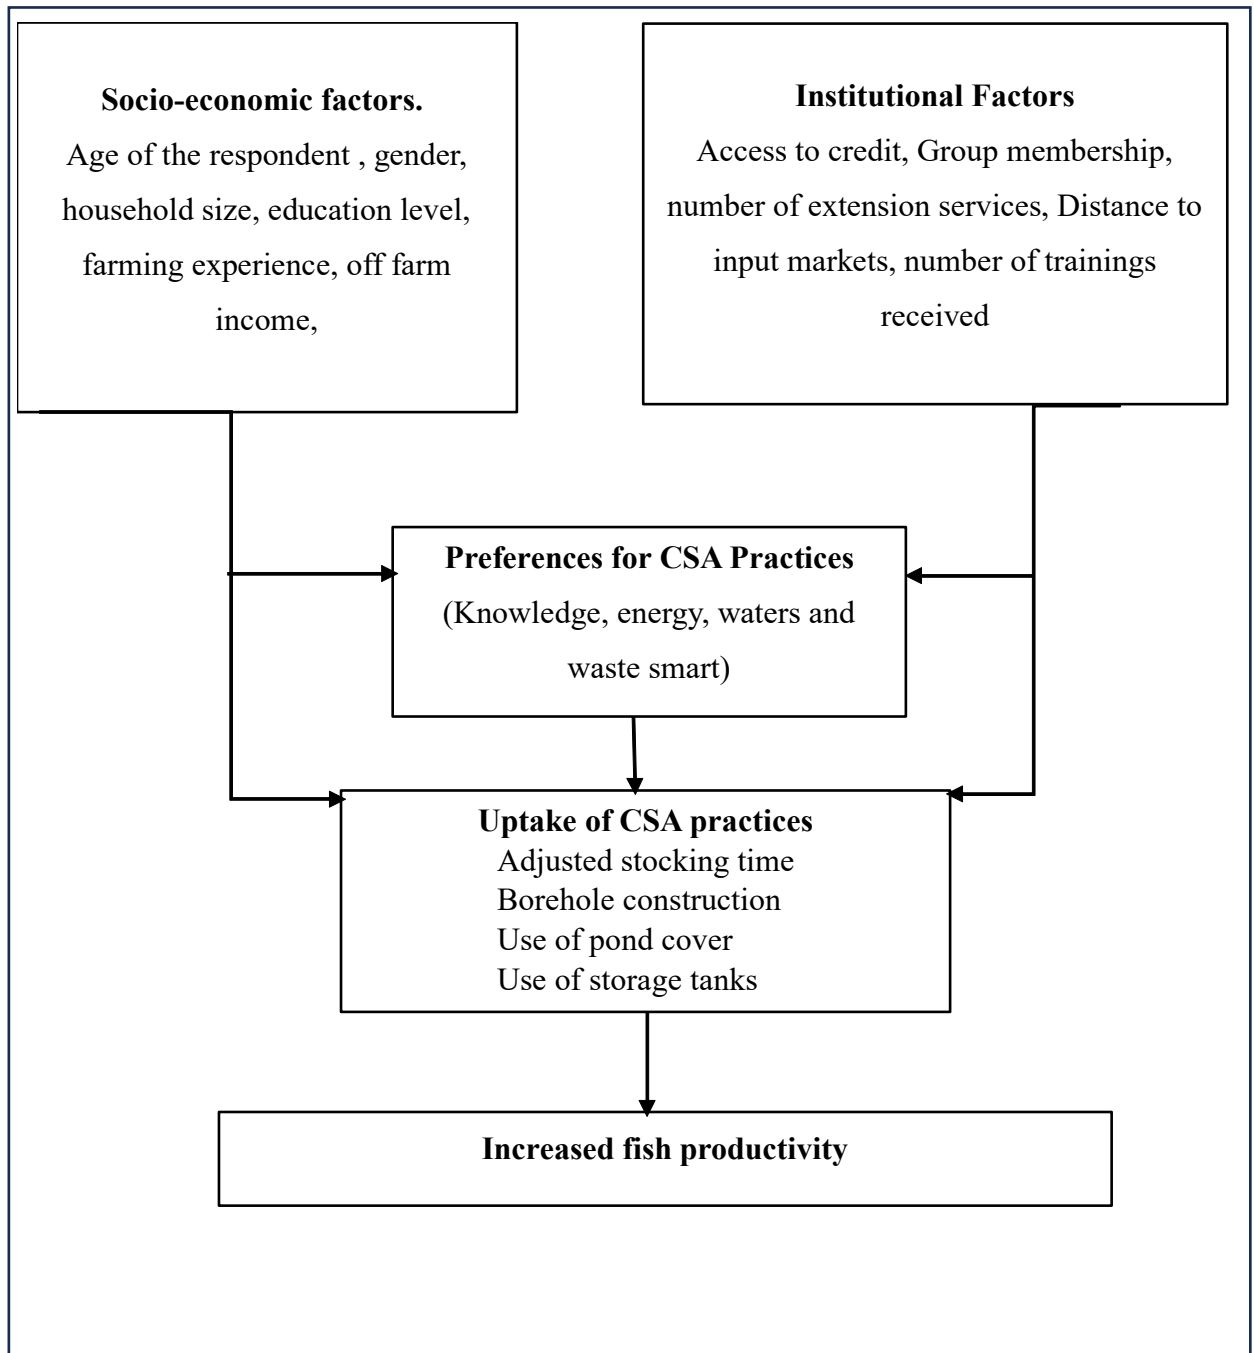 Socio-economic factors.
Age of the respondent , gender,
household size, education level,
farming experience, off farm
income,
Institutional Factors
Access to credit, Group membership,
number of extension services, Distance to
input markets, number of trainings
received
Preferences for CSA Practices
(Knowledge, energy, waters and
waste smart)
Uptake of CSA practices
Adjusted stocking time
Borehole construction
Use of pond cover
Use of storage tanks
Increased fish productivity